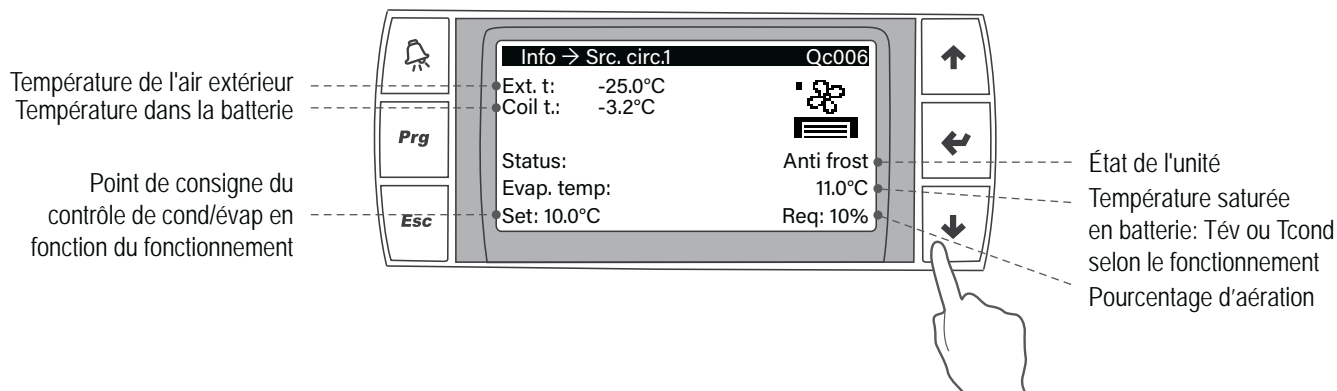 Info → Src. circ.1 Qc006
Ext. t: -25.0°C
Coil t.: -3.2°C
Status: Anti frost
Evap. temp: 11.0°C
Set: 10.0°C Req: 10%
Prg
Esc
Température de l'air extérieur
Température dans la batterie
Point de consigne du
contrôle de cond/évap en
fonction du fonctionnement
État de l'unité
Température saturée
en batterie: Tév ou Tcond
selon le fonctionnement
Pourcentage d'aération